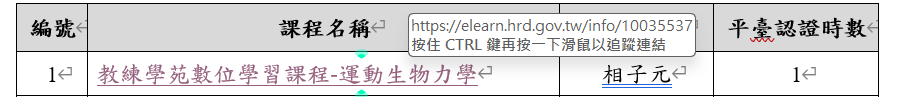 編號 課程名稱 平臺認證時數
https://elearn.hrd.gov.tw/info/10035537
按住 CTRL 鍵再按一下滑鼠以追蹤連結
1 教練學苑數位學習課程-運動生物力學 相子元 1